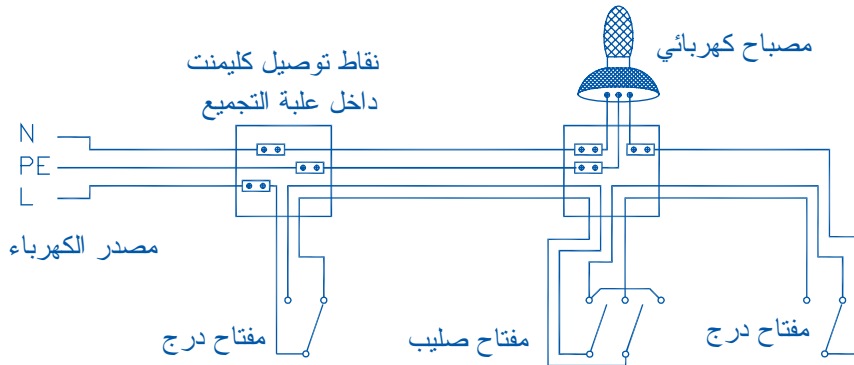 مصباح كهربائي
نقاط توصيل كليمنت
داخل علبة التجميع
N
PE
L
مصدر الكهرباء
مفتاح درج
مفتاح صليب
مفتاح درج